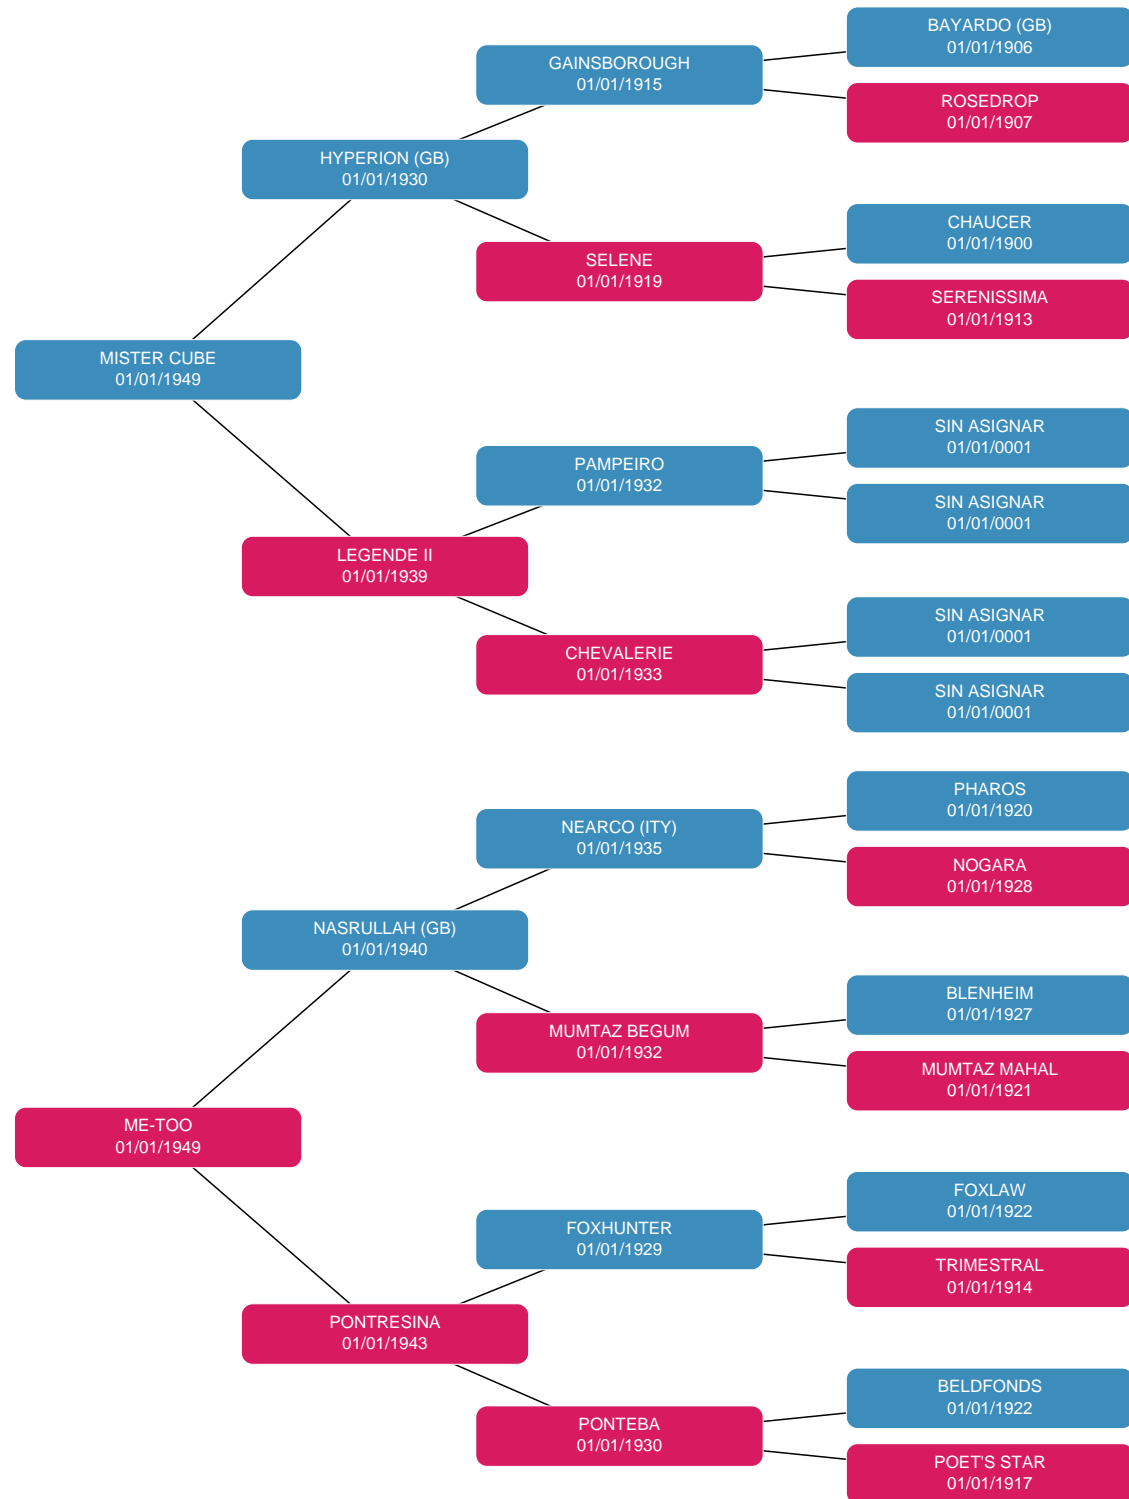 BAYARDO (GB)
01/01/1906
GAINSBOROUGH
01/01/1915
ROSEDROP
01/01/1907
HYPERION (GB)
01/01/1930
CHAUCER
01/01/1900
SELENE
01/01/1919
SERENISSIMA
01/01/1913
MISTER CUBE
01/01/1949
SIN ASIGNAR
01/01/0001
PAMPEIRO
01/01/1932
SIN ASIGNAR
01/01/0001
LEGENDE II
01/01/1939
SIN ASIGNAR
01/01/0001
CHEVALERIE
01/01/1933
SIN ASIGNAR
01/01/0001
PHAROS
01/01/1920
NEARCO (ITY)
01/01/1935
NOGARA
01/01/1928
NASRULLAH (GB)
01/01/1940
BLENHEIM
01/01/1927
MUMTAZ BEGUM
01/01/1932
MUMTAZ MAHAL
01/01/1921
ME-TOO
01/01/1949
FOXLAW
01/01/1922
FOXHUNTER
01/01/1929
TRIMESTRAL
01/01/1914
PONTRESINA
01/01/1943
BELDFONDS
01/01/1922
PONTEBA
01/01/1930
POET'S STAR
01/01/1917